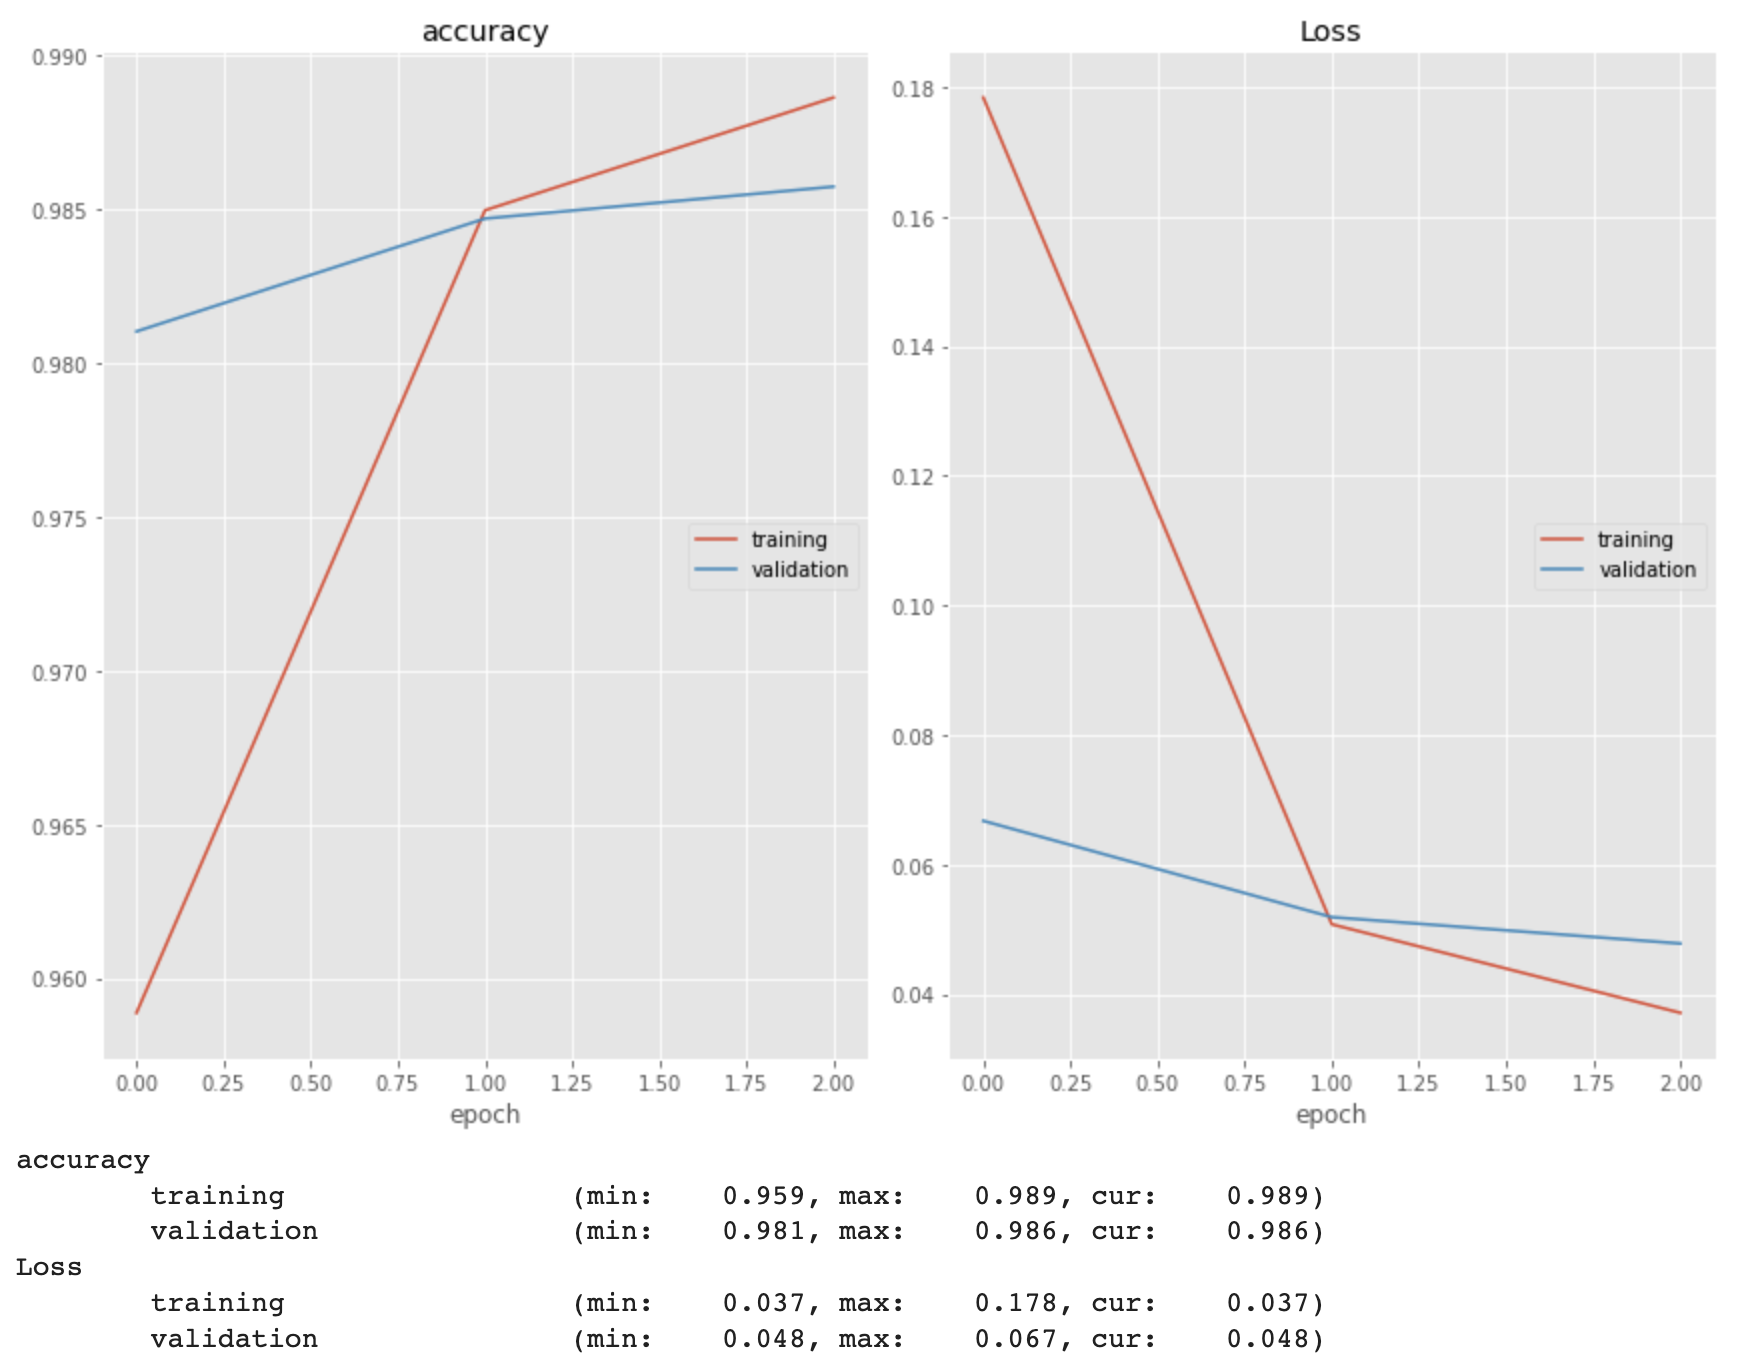 accuracy
0.990
0.985
0.980
0.975
0.970
0.965
0.960
training
validation
0.00 0.25 0.50 0.75 1.00 1.25 1.50 1.75 2.00
epoch
Loss
0.18
0.16
0.14
0.12
0.10
0.08
0.06
0.04
training
validation
0.00 0.25 0.50 0.75 1.00 1.25 1.50 1.75 2.00
epoch
accuracy
training (min: 0.959, max: 0.989, cur: 0.989)
validation (min: 0.981, max: 0.986, cur: 0.986)
Loss
training (min: 0.037, max: 0.178, cur: 0.037)
validation (min: 0.048, max: 0.067, cur: 0.048)